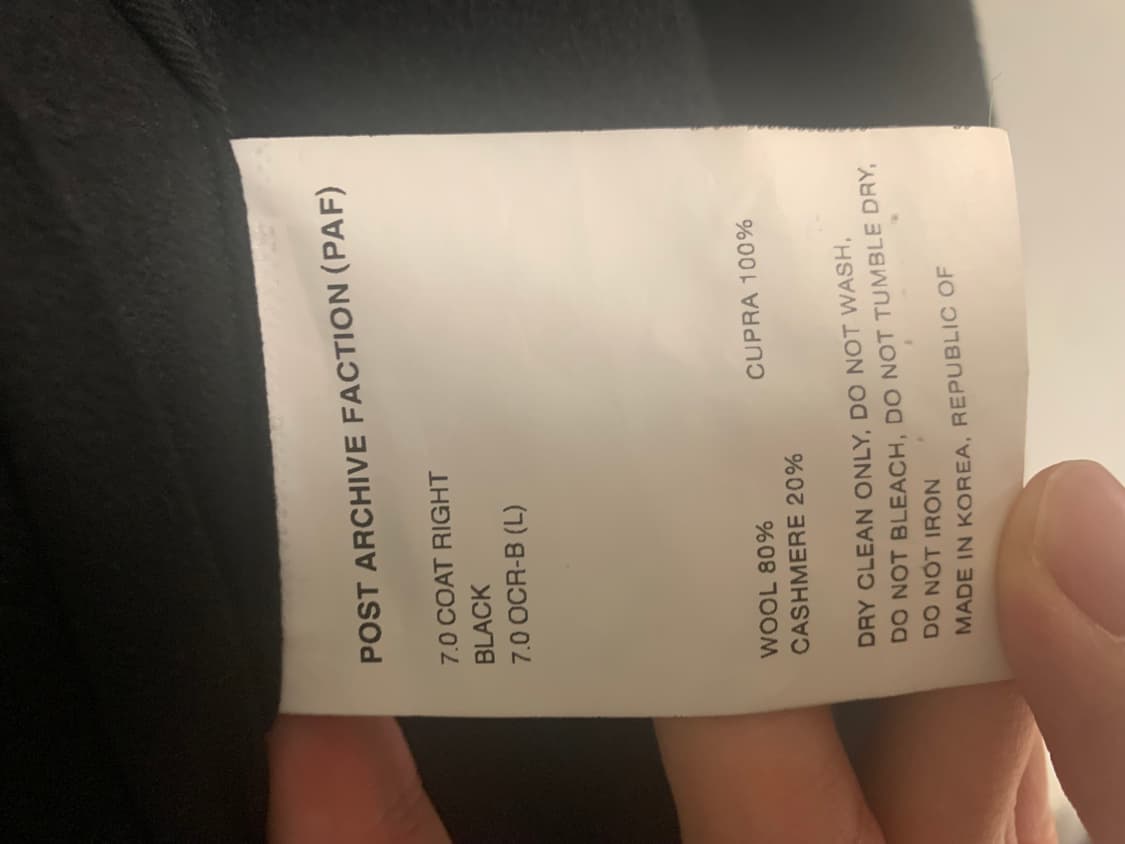 POST ARCHIVE FACTION (PAF)
7.0 COAT RIGHT
BLACK
7.0 OCR-B (L)
WOOL 80% CUPRA 100%
CASHMERE 20%
DRY CLEAN ONLY, DO NOT WASH,
DO NOT BLEACH, DO NOT TUMBLE DRY,
DO NOT IRON
MADE IN KOREA, REPUBLIC OF